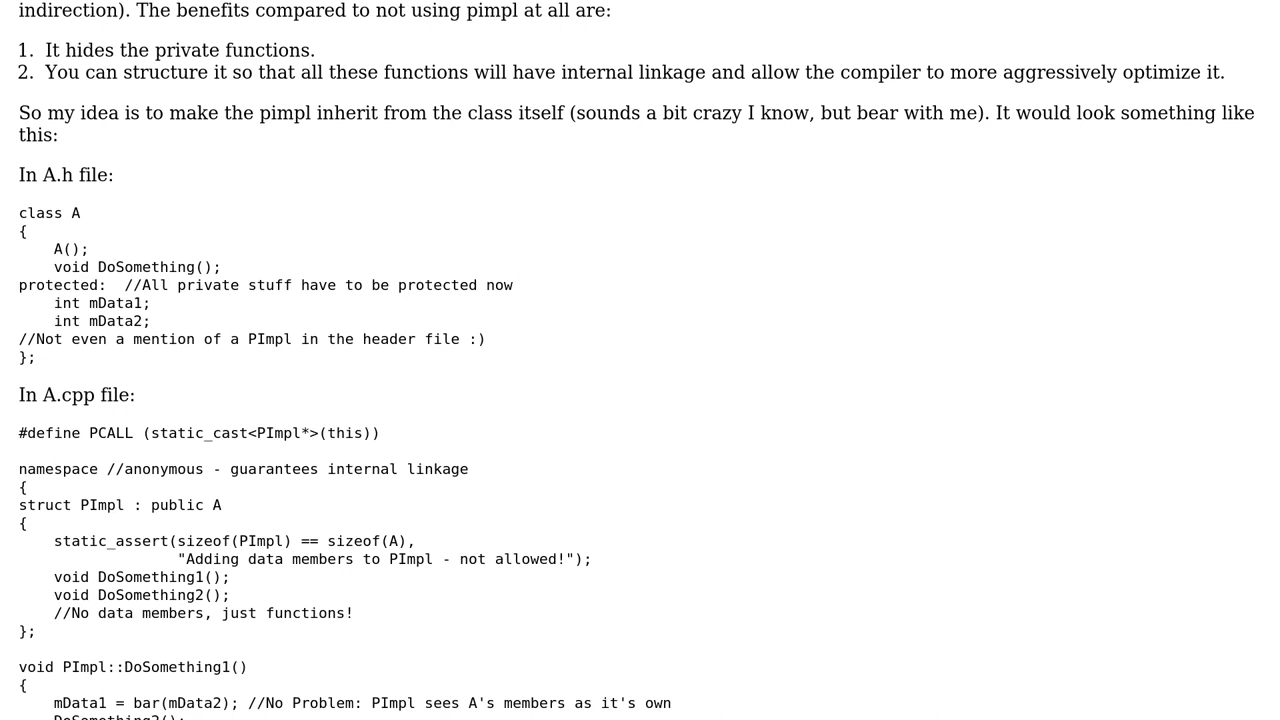 indirection). The benefits compared to not using pimpl at all are:
1. It hides the private functions.
2. You can structure it so that all these functions will have internal linkage and allow the compiler to more aggressively optimize it.
So my idea is to make the pimpl inherit from the class itself (sounds a bit crazy I know, but bear with me). It would look something like
this:
In A.h file:
class A
{
    A();
    void DoSomething();
protected:  //All private stuff have to be protected now
    int mData1;
    int mData2;
//Not even a mention of a PImpl in the header file :)
};
In A.cpp file:
#define PCALL (static_cast<PImpl*>(this))
namespace //anonymous - guarantees internal linkage
{
struct PImpl : public A
{
    static_assert(sizeof(PImpl) == sizeof(A),
                  "Adding data members to PImpl - not allowed!");
    void DoSomething1();
    void DoSomething2();
    //No data members, just functions!
};
void PImpl::DoSomething1()
{
    mData1 = bar(mData2); //No Problem: PImpl sees A's members as it's own
    DoSomething2();